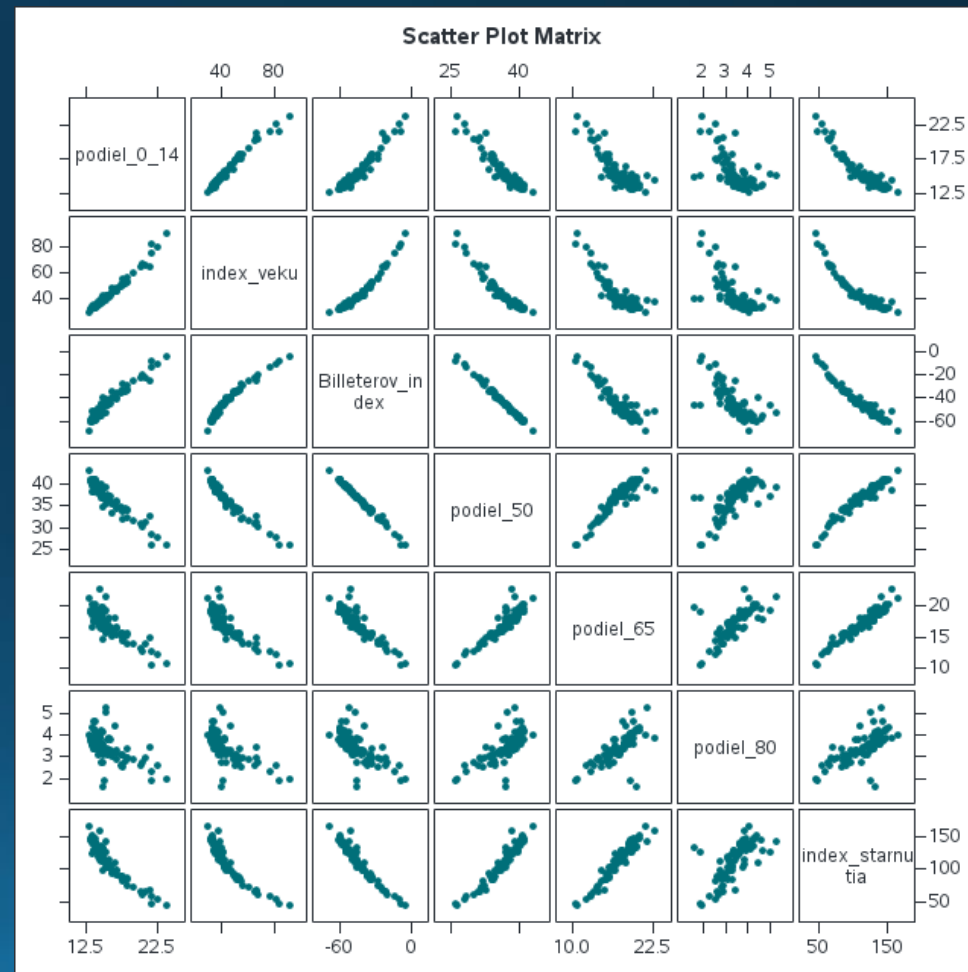 Scatter Plot Matrix
40 80 25 40 2 3 4 5
podiel_0_14
22.5
17.5
12.5
80
60
40
index_veku
Billeterov_in
dex
0
-20
-40
-60
40
35
30
25
podiel_50
podiel_65
20
15
10
5
4
3
2
podiel_80
index_starnu
tia
150
100
50
12.5 22.5 -60 0 10.0 22.5 50 150